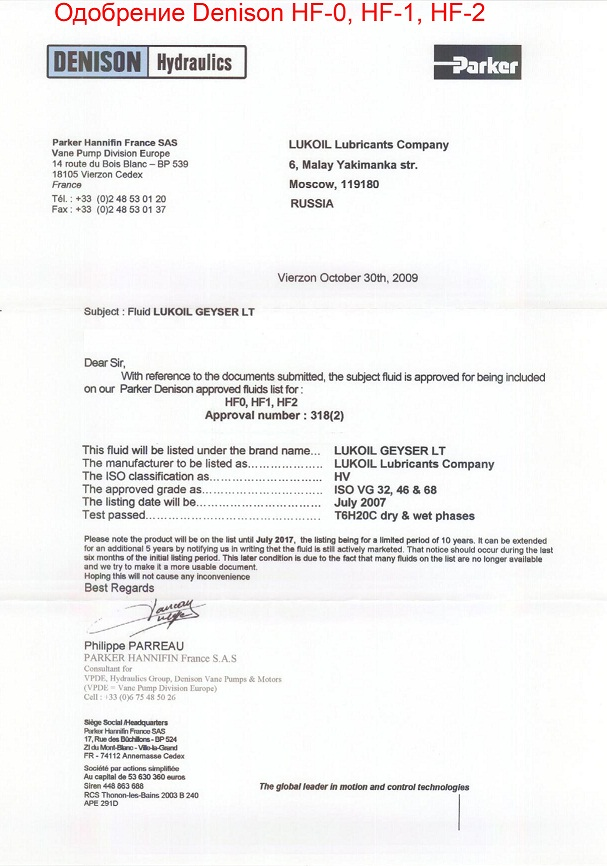 Одобрение Denison HF-0, HF-1, HF-2
DENISON Hydraulics
Parker
Parker Hannifin France SAS
Vane Pump Division Europe
14 route du Bois Blanc – BP 539
18105 Vierzon Cedex
France
Tél. : +33 (0)2 48 53 01 20
Fax : +33 (0)2 48 53 01 37
LUKOIL Lubricants Company
6, Malay Yakimanka str.
Moscow, 119180
RUSSIA
Vierzon October 30th, 2009
Subject : Fluid LUKOIL GEYSER LT
Dear Sir,
With reference to the documents submitted, the subject fluid is approved for being included
on our Parker Denison approved fluids list for :
HF0, HF1, HF2
Approval number : 318(2)
This fluid will be listed under the brand name… LUKOIL GEYSER LT
The manufacturer to be listed as………………… LUKOIL Lubricants Company
The ISO classification as………………………… HV
The approved grade as…………………………… ISO VG 32, 46 & 68
The listing date will be…………………………… July 2007
Test passed………………………………………… T6H20C dry & wet phases
Please note the product will be on the list until July 2017, the listing being for a limited period of 10 years. It can be extended
for an additional 5 years by notifying us in writing that the fluid is still actively marketed. That notice should occur during the last
six months of the initial listing period. This later condition is due to the fact that many fluids on the list are no longer available
and we try to make it a more usable document.
Hoping this will not cause any inconvenience
Best Regards
Philippe PARREAU
PARKER HANNIFIN France S.A.S
Consultant for
VPDE, Hydraulics Group, Denison Vane Pumps & Motors
(VPDE = Vane Pump Division Europe)
Cell : +33 (0)6 75 48 50 26
Siège Social /Headquarters
Parker Hannifin France SAS
17, Rue des Bûchillons - BP 524
ZI du Mont-Blanc - Ville-la-Grand
FR - 74112 Annemasse Cedex
Société par actions simplifiée
Au capital de 53 630 360 euros
Siren 448 863 688
RCS Thonon-les-Bains 2003 B 240
APE 291D
The global leader in motion and control technologies